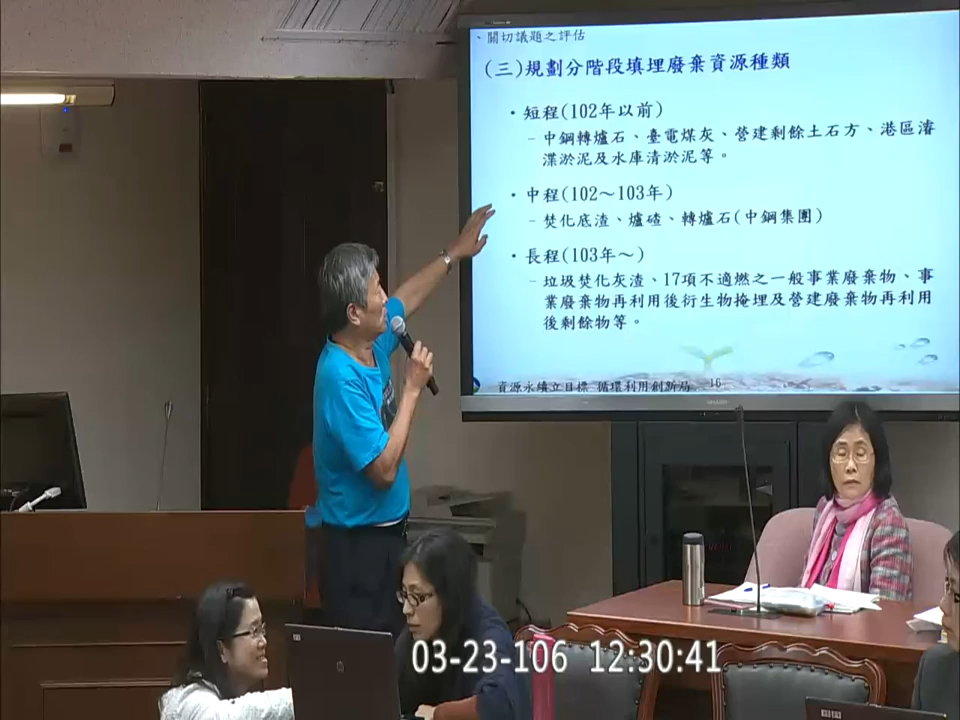 、關切議題之評估
(三)規劃分階段填埋廢棄資源種類
・短程(102年以前)
－中鋼轉爐石、臺電煤灰、營建剩餘土石方、港區濬
渫淤泥及水庫清淤泥等。
・中程(102～103年)
－焚化底渣、爐碴、轉爐石(中鋼集團)
・長程(103年～)
－垃圾焚化灰渣、17項不適燃之一般事業廢棄物、事
業廢棄物再利用後衍生物掩埋及營建廢棄物再利用
後剩餘物等。
資源永續立目標 循環利用創新局 16
03-23-106 12:30:41